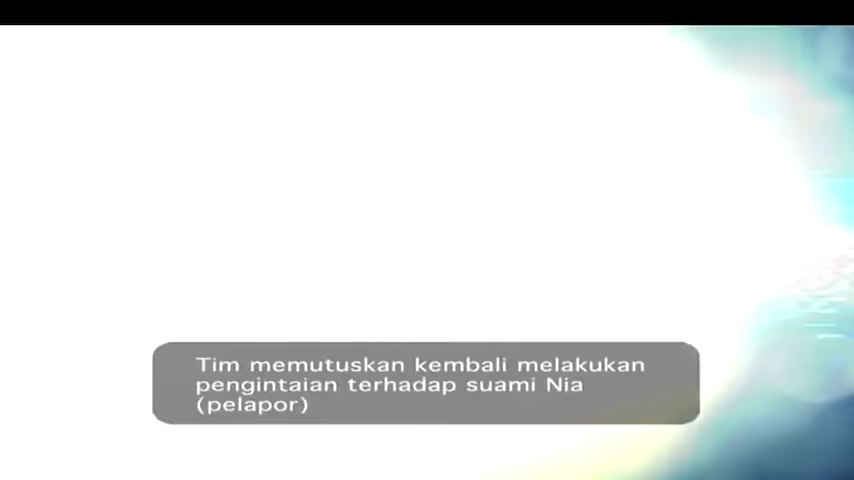 Tim memutuskan kembali melakukan
pengintaian terhadap suami Nia
(pelapor)